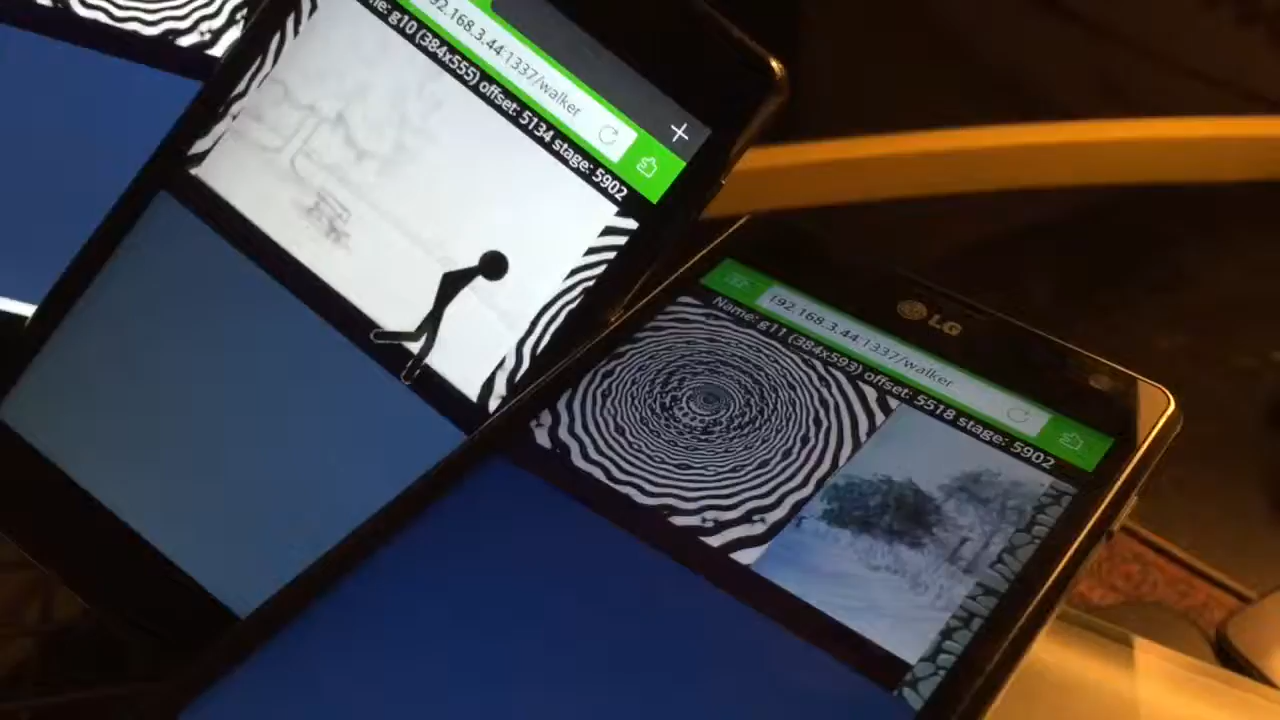 92.168.3.44:1337/walker
me: g10 (384x555) offset: 5134 stage: 5902
LG
192.168.3.44:1337/walker
Name: g11 (384x593) offset: 5518 stage: 5902